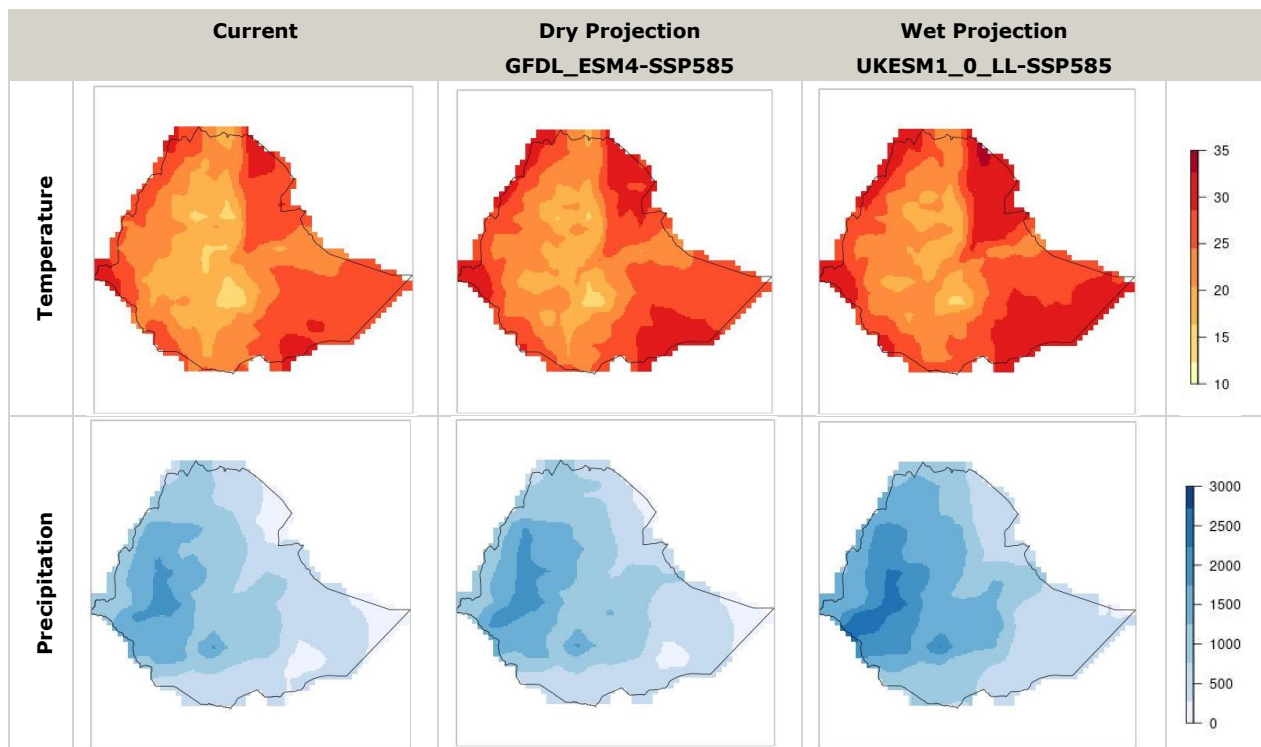 Current
Dry Projection
GFDL_ESM4-SSP585
Wet Projection
UKESM1_0_LL-SSP585
Temperature
35
30
25
20
15
10
Precipitation
3000
2500
2000
1500
1000
500
0